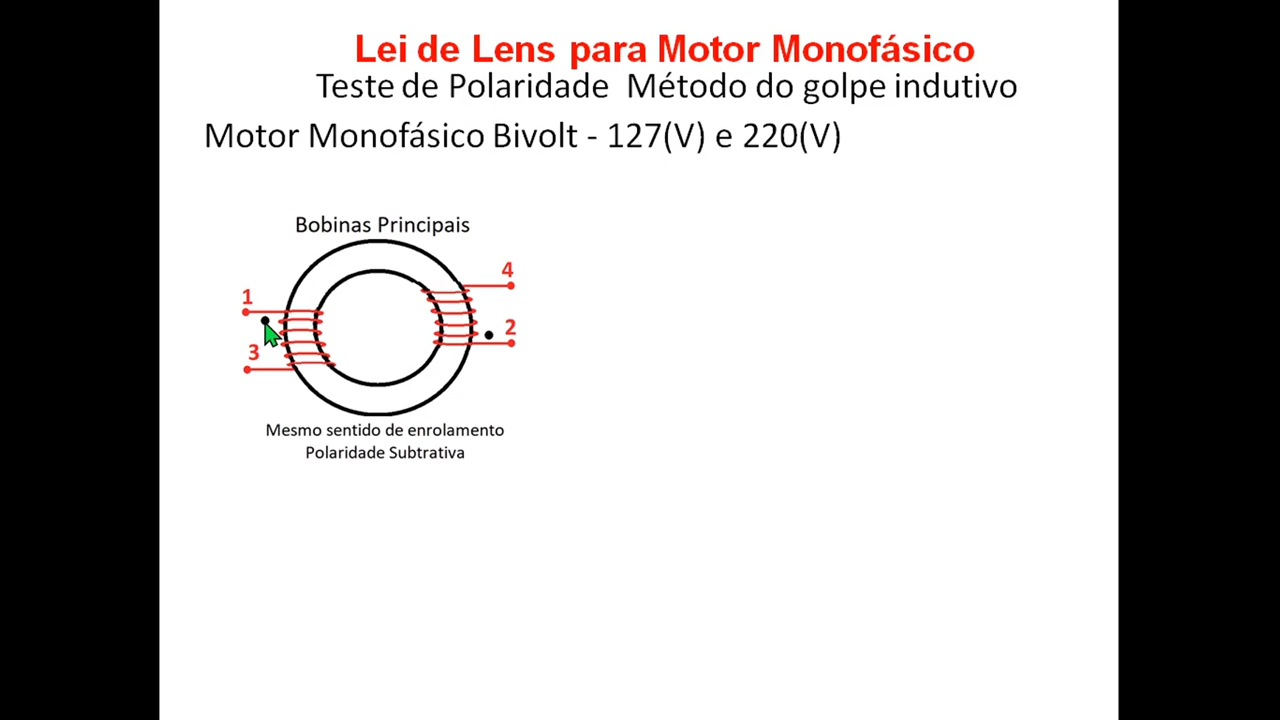 Lei de Lens para Motor Monofásico
Teste de Polaridade Método do golpe indutivo
Motor Monofásico Bivolt - 127(V) e 220(V)
Bobinas Principais
4
1
2
3
Mesmo sentido de enrolamento
Polaridade Subtrativa